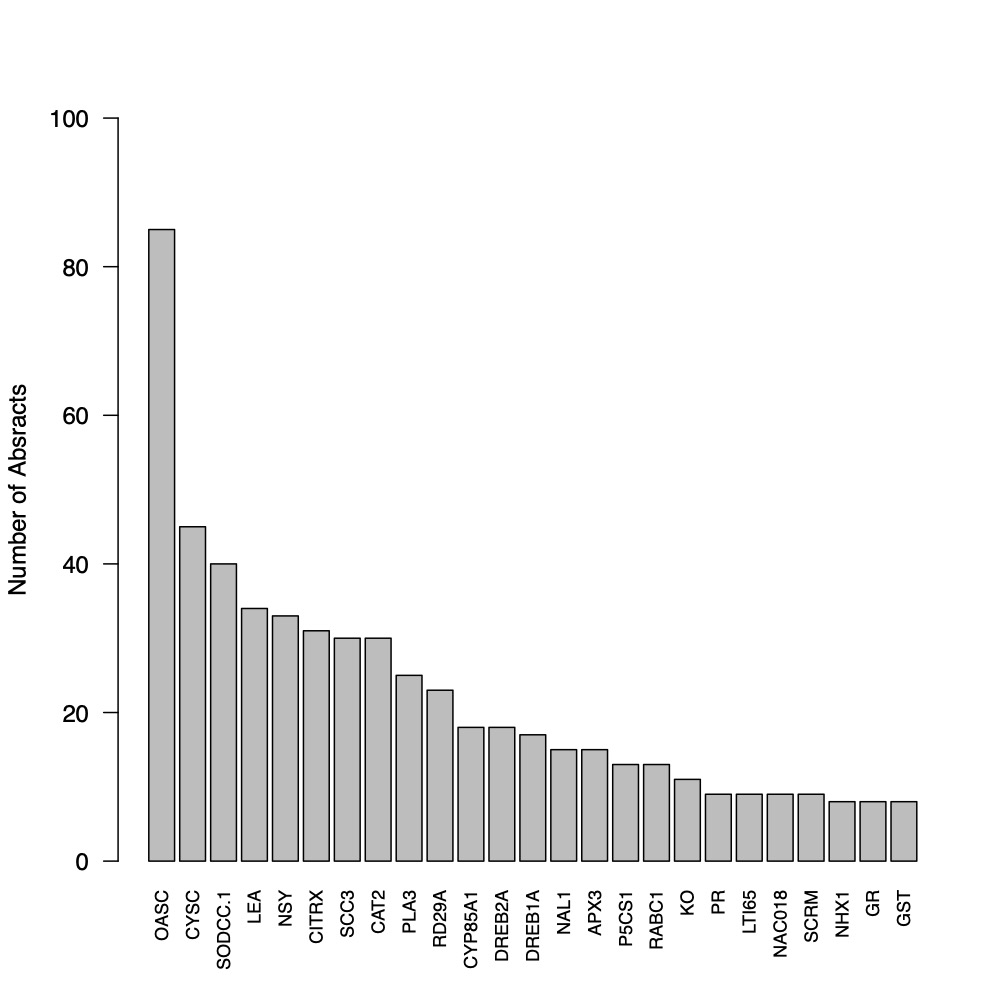 100
80
60
40
20
0
Number of Absracts
OASC
CYSC
SODCC.1
LEA
NSY
CITRX
SCC3
CAT2
PLA3
RD29A
CYP85A1
DREB2A
DREB1A
NAL1
APX3
P5CS1
RABC1
KO
PR
LTI65
NAC018
SCRM
NHX1
GR
GST